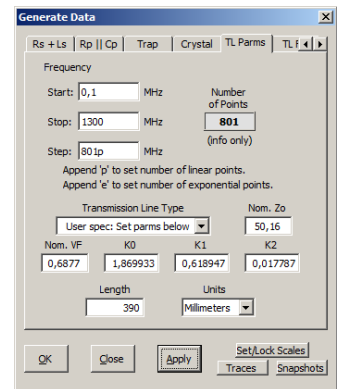 Generate Data
Rs + Ls Rp || Cp Trap Crystal TL Parms
Frequency
Start: 0,1 MHz Number
of Points
Stop: 1300 MHz 801
(info only)
Step: 801p MHz
Append 'p' to set number of linear points.
Append 'e' to set number of exponential points.
Transmission Line Type Nom. Zo
User spec: Set parms below 50,16
Nom. VF K0 K1 K2
0,6877 1,869933 0,618947 0,017787
Length Units
390 Millimeters
OK Close Apply Set/Lock Scales
Traces Snapshots